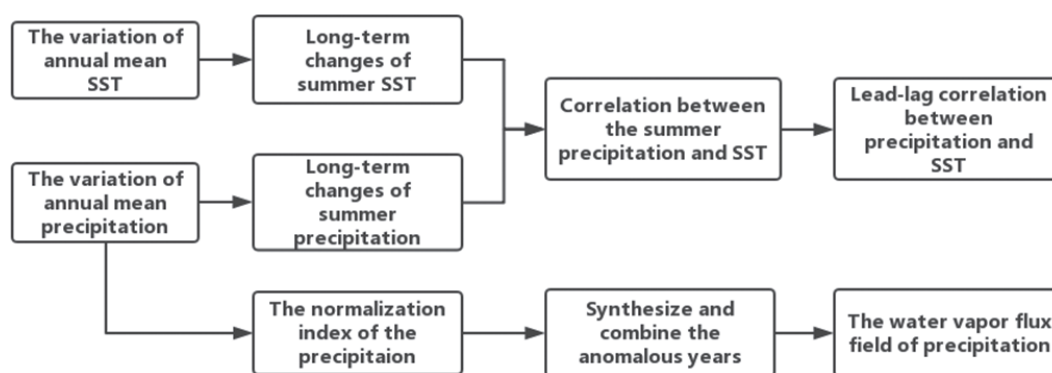 The variation of
annual mean
SST
Long-term
changes of
summer SST
Correlation between
the summer
precipitation and SST
Lead-lag correlation
between
precipitation and
SST
The variation of
annual mean
precipitation
Long-term
changes of
summer
precipitation
The normalization
index of the
precipitaion
Synthesize and
combine the
anomalous years
The water vapor flux
field of precipitation